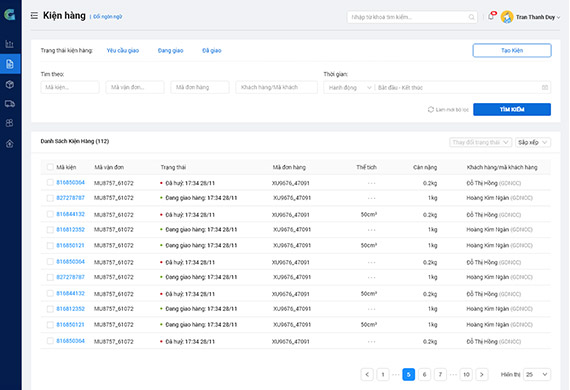 Kiện hàng | Đổi ngôn ngữ
Nhập từ khóa tìm kiếm...
Tran Thanh Duy
Trạng thái kiện hàng: Yêu cầu giao Đang giao Đã giao
Tạo Kiện
Tìm theo: Thời gian:
Mã kiện... Mã vận đơn... Mã đơn hàng Khách hàng/Mã khách Hành động Bắt đầu - Kết thúc
Làm mới bộ lọc TÌM KIẾM
Danh Sách Kiện Hàng (112) Thay đổi trạng thái Sắp xếp
Mã kiện Mã vận đơn Trạng thái Mã đơn hàng Thể tích Cân nặng Khách hàng/mã khách hàng
816850364 MU8757_61072 Đã huỷ: 17:34 28/11 XU9676_47091 --- 0.2kg Đỗ Thị Hồng (GDNOC)
827278787 MU8757_61072 Đang giao hàng: 17:34 28/11 XU9676_47091 --- 1kg Hoàng Kim Ngân (GDNOC)
816844132 MU8757_61072 Đã huỷ: 17:34 28/11 XU9676_47091 50cm³ 0.2kg Đỗ Thị Hồng (GDNOC)
816812352 MU8757_61072 Đang giao hàng: 17:34 28/11 XU9676_47091 --- 1kg Hoàng Kim Ngân (GDNOC)
816850121 MU8757_61072 Đang giao hàng: 17:34 28/11 XU9676_47091 50cm³ 1kg Hoàng Kim Ngân (GDNOC)
816850364 MU8757_61072 Đã huỷ: 17:34 28/11 XU9676_47091 --- 0.2kg Đỗ Thị Hồng (GDNOC)
827278787 MU8757_61072 Đang giao hàng: 17:34 28/11 XU9676_47091 --- 1kg Hoàng Kim Ngân (GDNOC)
816844132 MU8757_61072 Đã huỷ: 17:34 28/11 XU9676_47091 50cm³ 0.2kg Đỗ Thị Hồng (GDNOC)
816812352 MU8757_61072 Đang giao hàng: 17:34 28/11 XU9676_47091 --- 1kg Hoàng Kim Ngân (GDNOC)
816850121 MU8757_61072 Đang giao hàng: 17:34 28/11 XU9676_47091 50cm³ 1kg Hoàng Kim Ngân (GDNOC)
816850364 MU8757_61072 Đã huỷ: 17:34 28/11 XU9676_47091 --- 0.2kg Đỗ Thị Hồng (GDNOC)
< 1 ··· 5 6 7 ··· 10 > Hiển thị: 25